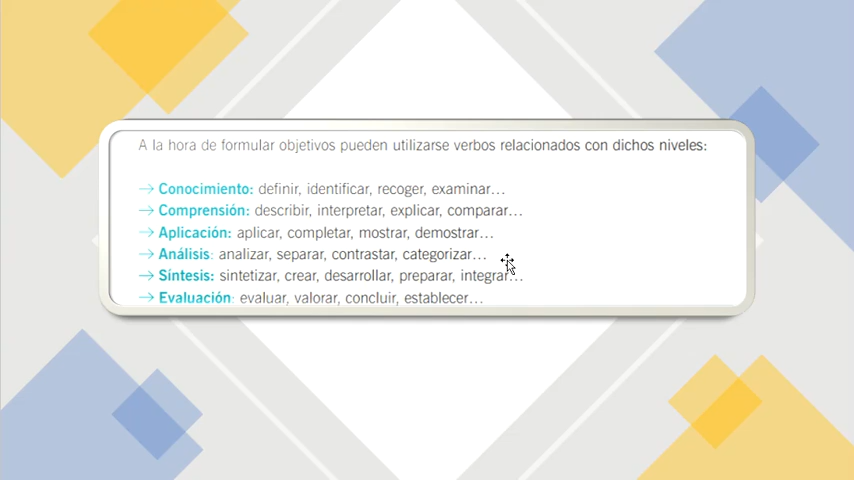 A la hora de formular objetivos pueden utilizarse verbos relacionados con dichos niveles:
→ Conocimiento: definir, identificar, recoger, examinar…
→ Comprensión: describir, interpretar, explicar, comparar…
→ Aplicación: aplicar, completar, mostrar, demostrar…
→ Análisis: analizar, separar, contrastar, categorizar…
→ Síntesis: sintetizar, crear, desarrollar, preparar, integrar…
→ Evaluación: evaluar, valorar, concluir, establecer…